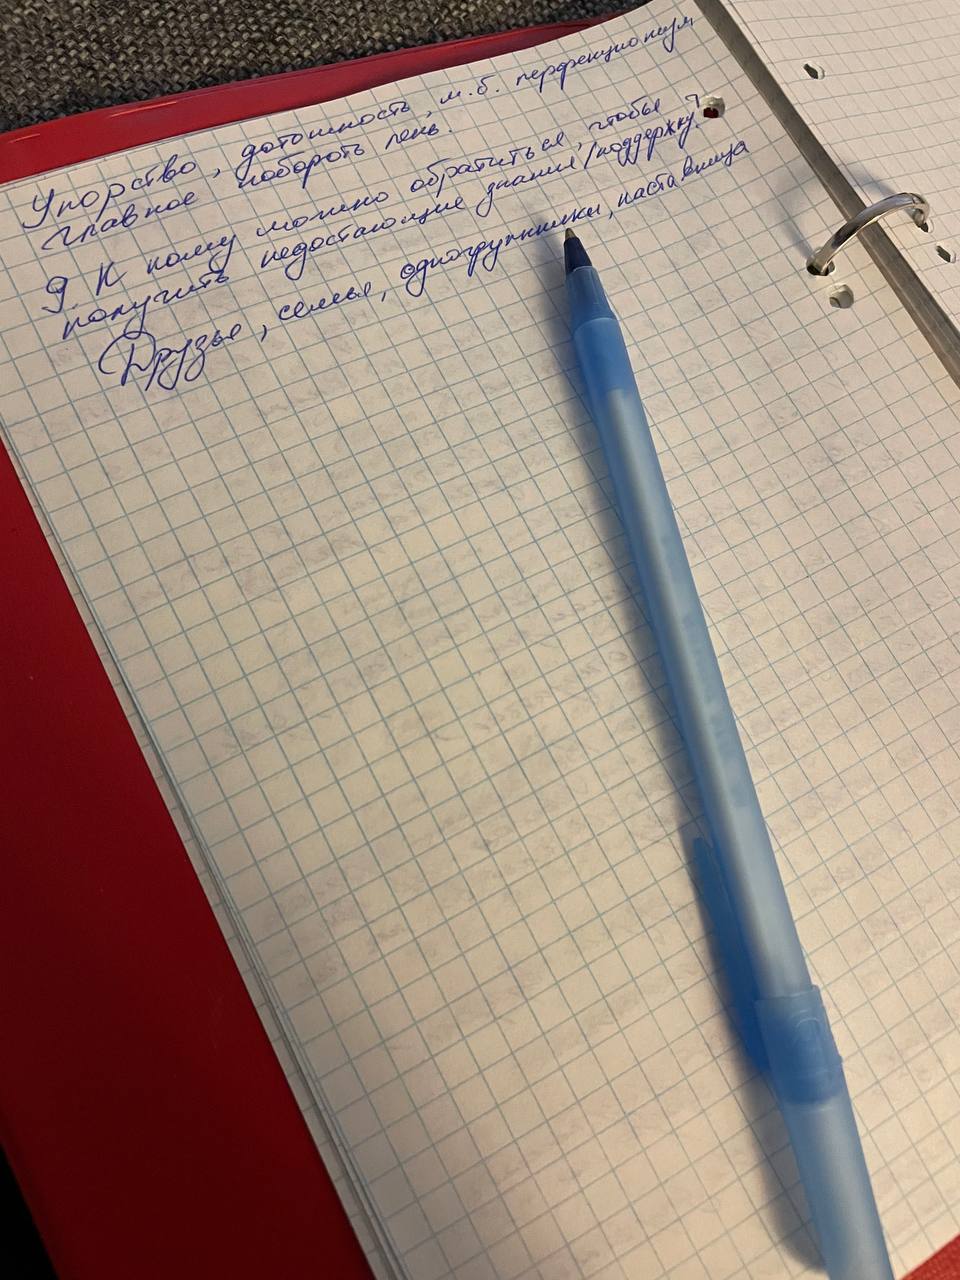 Упорство, дотошность, м.б. перфекционизм,
главное побороть лень.
9. К кому можно обратиться, чтобы
получить недостающие знания/поддержку?
Друзья, семья, одногруппники, наставница